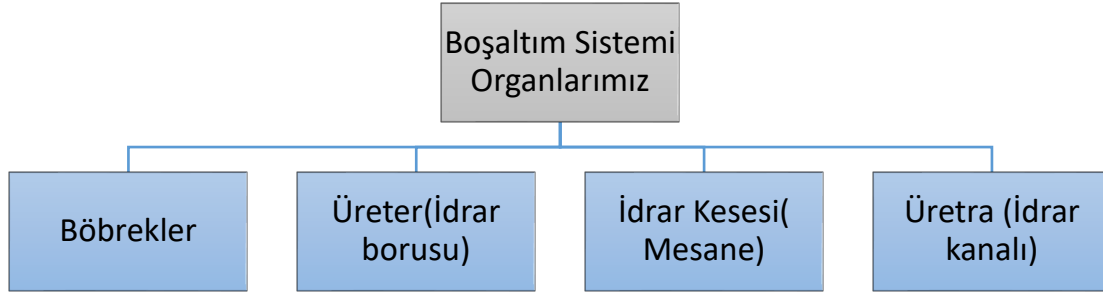 Boşaltım Sistemi
Organlarımız
Böbrekler
Üreter(İdrar
borusu)
İdrar Kesesi(
Mesane)
Üretra (İdrar
kanalı)